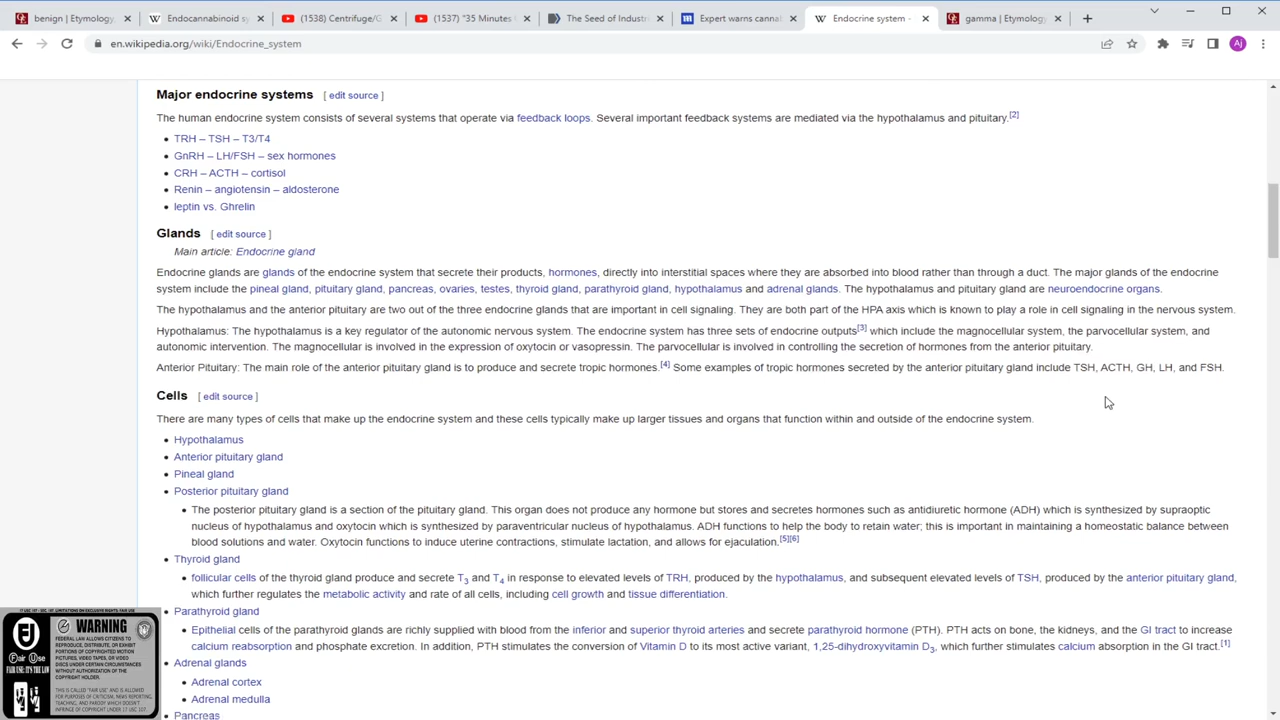 benign | Etymology,
Endocannabinoid sy
(1538) Centrifuge/G
(1537) "35 Minutes
The Seed of Industri
Expert warns canna
Endocrine system -
gamma | Etymology
en.wikipedia.org/wiki/Endocrine_system
Aj
Major endocrine systems [ edit source ]
The human endocrine system consists of several systems that operate via feedback loops. Several important feedback systems are mediated via the hypothalamus and pituitary.[2]
• TRH – TSH – T3/T4
• GnRH – LH/FSH – sex hormones
• CRH – ACTH – cortisol
• Renin – angiotensin – aldosterone
• leptin vs. Ghrelin
Glands [ edit source ]
Main article: Endocrine gland
Endocrine glands are glands of the endocrine system that secrete their products, hormones, directly into interstitial spaces where they are absorbed into blood rather than through a duct. The major glands of the endocrine
system include the pineal gland, pituitary gland, pancreas, ovaries, testes, thyroid gland, parathyroid gland, hypothalamus and adrenal glands. The hypothalamus and pituitary gland are neuroendocrine organs.
The hypothalamus and the anterior pituitary are two out of the three endocrine glands that are important in cell signaling. They are both part of the HPA axis which is known to play a role in cell signaling in the nervous system.
Hypothalamus: The hypothalamus is a key regulator of the autonomic nervous system. The endocrine system has three sets of endocrine outputs[3] which include the magnocellular system, the parvocellular system, and
autonomic intervention. The magnocellular is involved in the expression of oxytocin or vasopressin. The parvocellular is involved in controlling the secretion of hormones from the anterior pituitary.
Anterior Pituitary: The main role of the anterior pituitary gland is to produce and secrete tropic hormones.[4] Some examples of tropic hormones secreted by the anterior pituitary gland include TSH, ACTH, GH, LH, and FSH.
Cells [ edit source ]
There are many types of cells that make up the endocrine system and these cells typically make up larger tissues and organs that function within and outside of the endocrine system.
• Hypothalamus
• Anterior pituitary gland
• Pineal gland
• Posterior pituitary gland
• The posterior pituitary gland is a section of the pituitary gland. This organ does not produce any hormone but stores and secretes hormones such as antidiuretic hormone (ADH) which is synthesized by supraoptic
nucleus of hypothalamus and oxytocin which is synthesized by paraventricular nucleus of hypothalamus. ADH functions to help the body to retain water; this is important in maintaining a homeostatic balance between
blood solutions and water. Oxytocin functions to induce uterine contractions, stimulate lactation, and allows for ejaculation.[5][6]
• Thyroid gland
• follicular cells of the thyroid gland produce and secrete T3 and T4 in response to elevated levels of TRH, produced by the hypothalamus, and subsequent elevated levels of TSH, produced by the anterior pituitary gland,
which further regulates the metabolic activity and rate of all cells, including cell growth and tissue differentiation.
• Parathyroid gland
• Epithelial cells of the parathyroid glands are richly supplied with blood from the inferior and superior thyroid arteries and secrete parathyroid hormone (PTH). PTH acts on bone, the kidneys, and the GI tract to increase
calcium reabsorption and phosphate excretion. In addition, PTH stimulates the conversion of Vitamin D to its most active variant, 1,25-dihydroxyvitamin D3, which further stimulates calcium absorption in the GI tract.[1]
• Adrenal glands
• Adrenal cortex
• Adrenal medulla
• Pancreas
WARNING
FEDERAL LAW ALLOWS CITIZENS TO
REPRODUCE, DISTRIBUTE, OR EXHIBIT
PORTIONS OF COPYRIGHT MOTION
PICTURES, VIDEO TAPES, OR VIDEO
DISCS UNDER CERTAIN CIRCUMSTANCES
WITHOUT AUTHORIZATION OF THE
COPYRIGHT HOLDER.
Fair Use
FAIR USE: IT'S THE LAW
THIS IS CALLED "FAIR USE" AND IS ALLOWED
FOR PURPOSES OF CRITICISM, NEWS REPORTING,
TEACHING, AND PARODY WHICH DOESN'T
INFRINGE OF COPYRIGHT UNDER 17 USC 107.